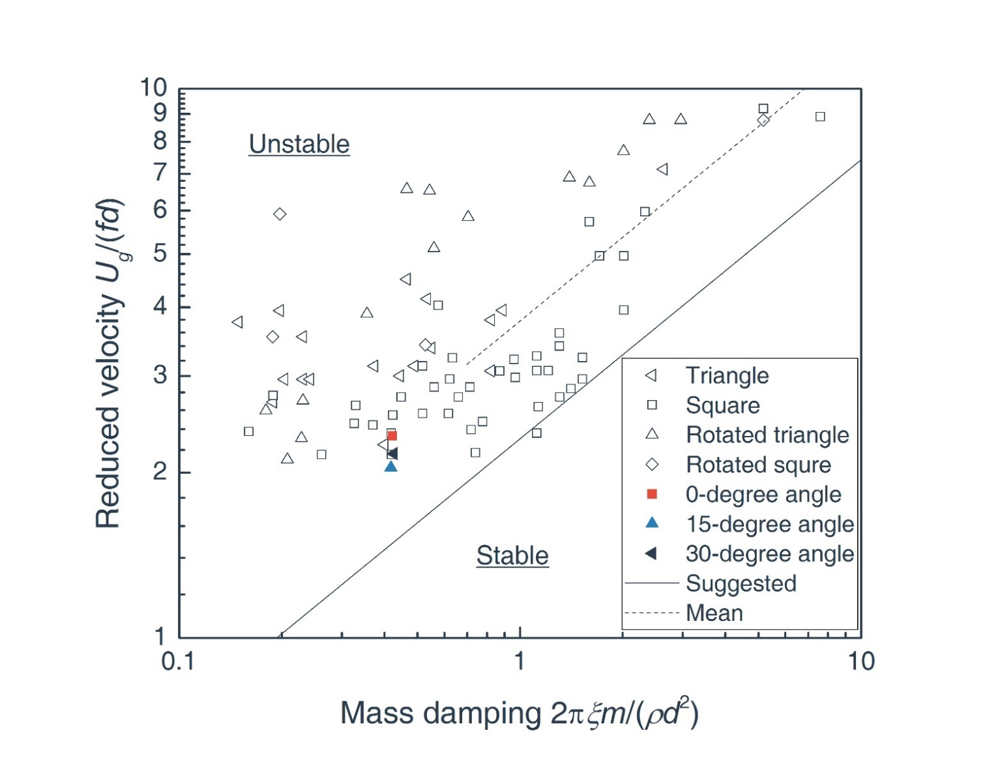 10
9
8
7
6
5
4
3
2
1
Reduced velocity Ug/(fd)
Unstable
Stable
Triangle
Square
Rotated triangle
Rotated squre
0-degree angle
15-degree angle
30-degree angle
Suggested
Mean
0.1 1 10
Mass damping 2πξm/(ρd²)